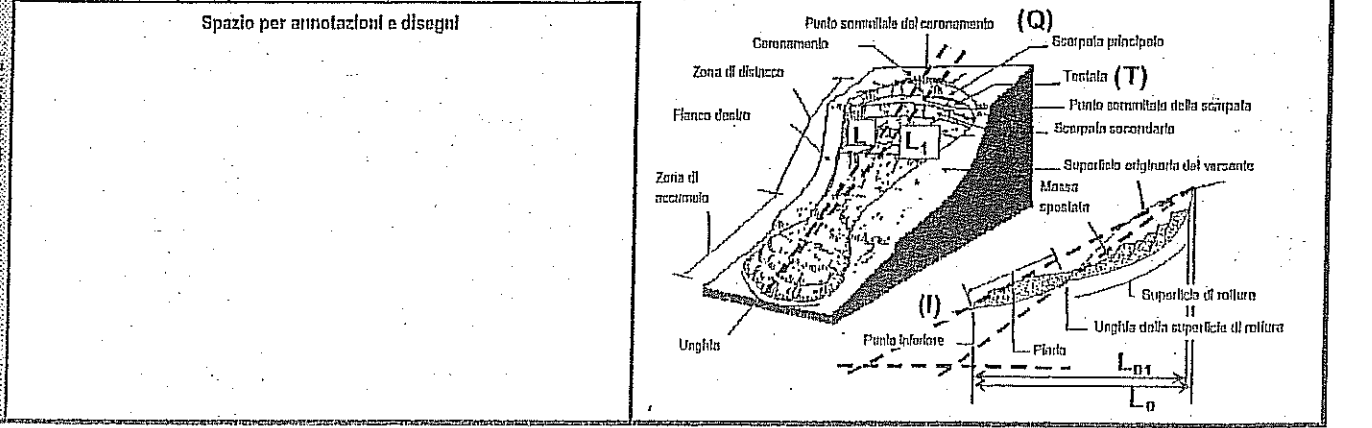 Spazio per annotazioni e disegni
Punto sommitale del coronamento (Q)
Coronamento
Scarpata principale
Zona di distacco
Testata (T)
Punto sommitale della scarpata
Fianco destro
Scarpata secondaria
L
L1
Superficie originaria del versante
Zona di
accumulo
Massa
spostata
(I)
Superficie di rottura
Unghia della superficie di rottura
Punto inferiore
Unghia
Piede
L01
L0